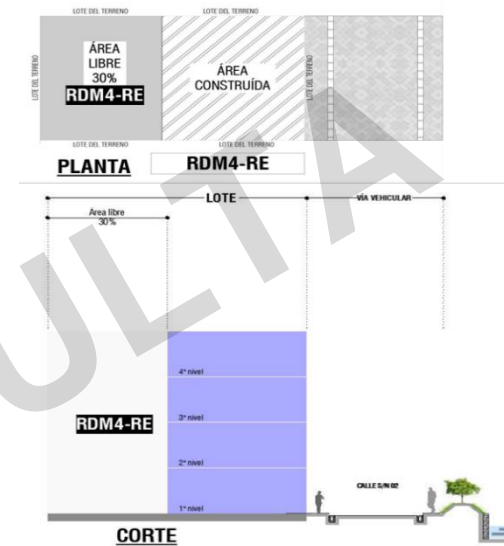 LOTE DEL TERRENO
LOTE DEL TERRENO
LOTE DEL TERRENO
ÁREA
LIBRE
30%
RDM4-RE
ÁREA
CONSTRUÍDA
LOTE DEL TERRENO
LOTE DEL TERRENO
LOTE DEL TERRENO
PLANTA
RDM4-RE
LOTE
VÍA VEHICULAR
Área libre
30%
4° nivel
3° nivel
2° nivel
1° nivel
RDM4-RE
CALLE S/N 02
CORTE
ULTA